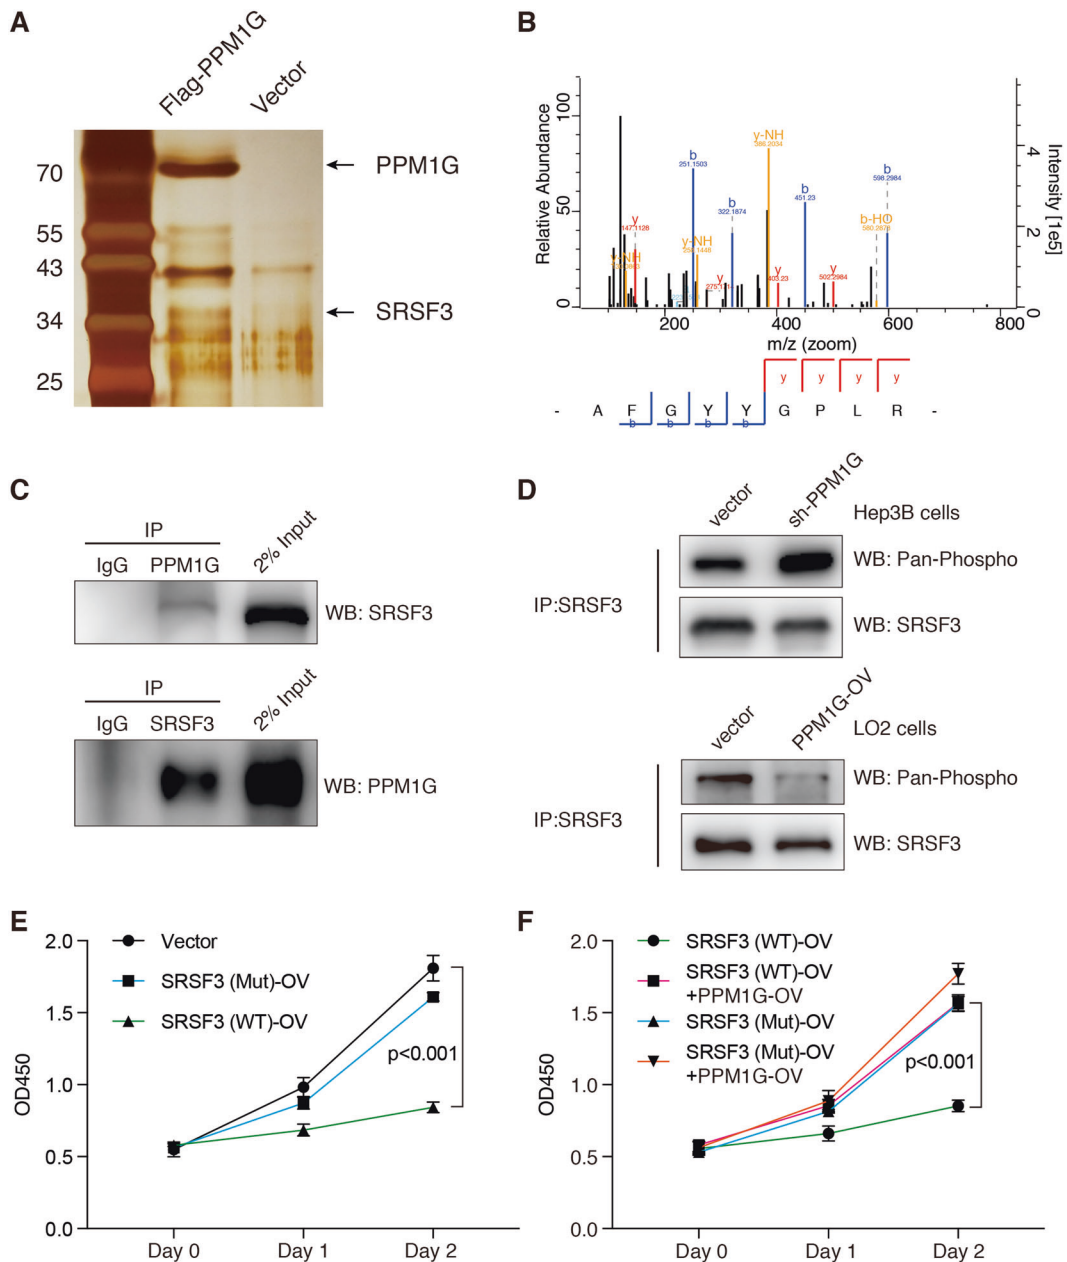 A
Flag-PPM1G
Vector
70
55
43
34
25
PPM1G
SRSF3
B
Relative Abundance
100
50
0
Intensity [1e5]
4
2
0
y-NH
386.2034
b
251.1503
b
598.2984
b
322.1874
b
451.23
b-HO
y
147.1128
y-NH
y-NH
y
y
403.23
y
502.2984
200
400
600
800
m/z (zoom)
y y y y
- A F G Y Y G P L R -
b b b b
C
IP
IgG PPM1G 2% Input
WB: SRSF3
IP
IgG SRSF3 2% Input
WB: PPM1G
D
vector sh-PPM1G Hep3B cells
IP:SRSF3
WB: Pan-Phospho
WB: SRSF3
vector PPM1G-OV LO2 cells
IP:SRSF3
WB: Pan-Phospho
WB: SRSF3
E
OD450
2.0
1.5
1.0
0.5
0.0
Vector
SRSF3 (Mut)-OV
SRSF3 (WT)-OV
p<0.001
Day 0 Day 1 Day 2
F
OD450
2.0
1.5
1.0
0.5
0.0
SRSF3 (WT)-OV
SRSF3 (WT)-OV
+PPM1G-OV
SRSF3 (Mut)-OV
SRSF3 (Mut)-OV
+PPM1G-OV
p<0.001
Day 0 Day 1 Day 2